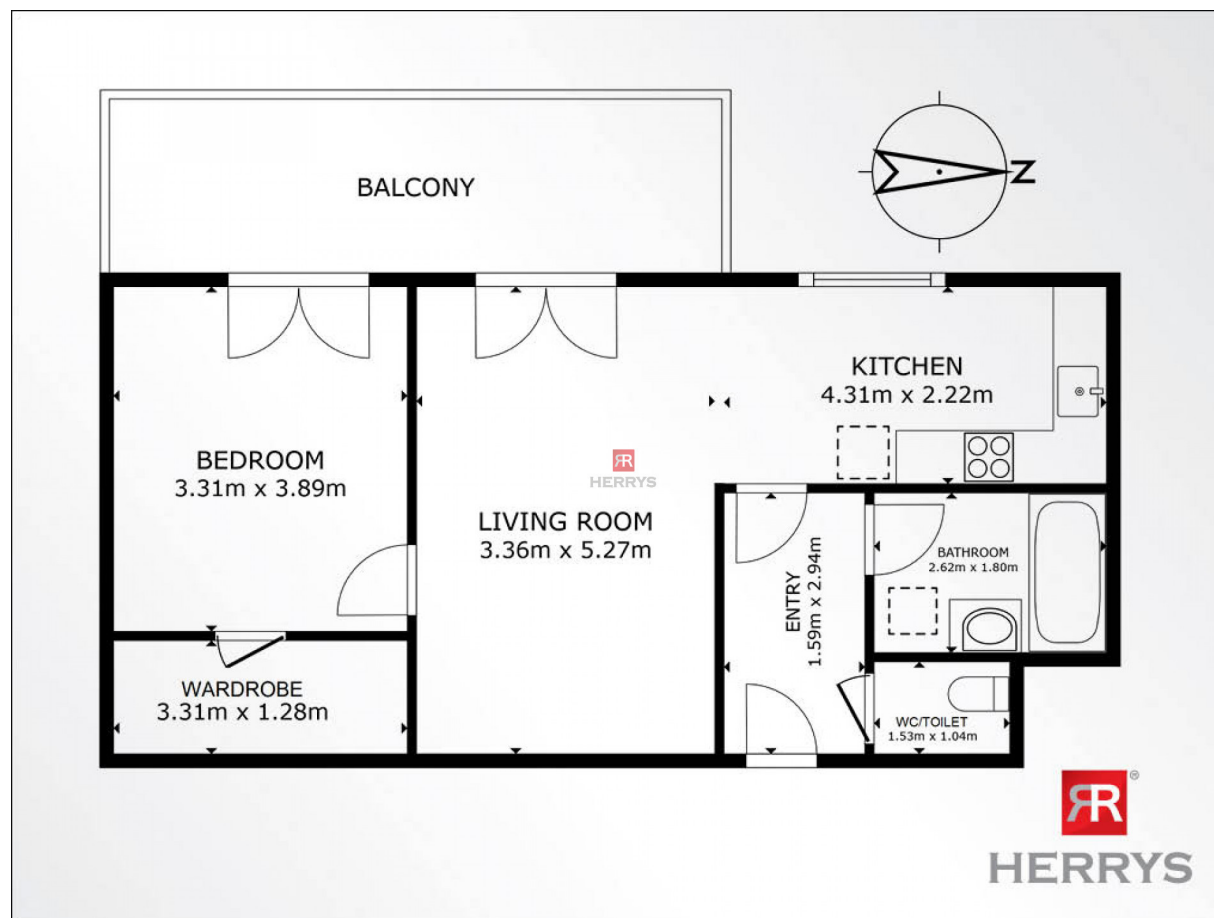 BALCONY
N
KITCHEN
4.31m x 2.22m
BEDROOM
3.31m x 3.89m
RR
HERRYS
LIVING ROOM
3.36m x 5.27m
ENTRY
1.59m x 2.94m
BATHROOM
2.62m x 1.80m
WARDROBE
3.31m x 1.28m
WC/TOILET
1.53m x 1.04m
RR®
HERRYS